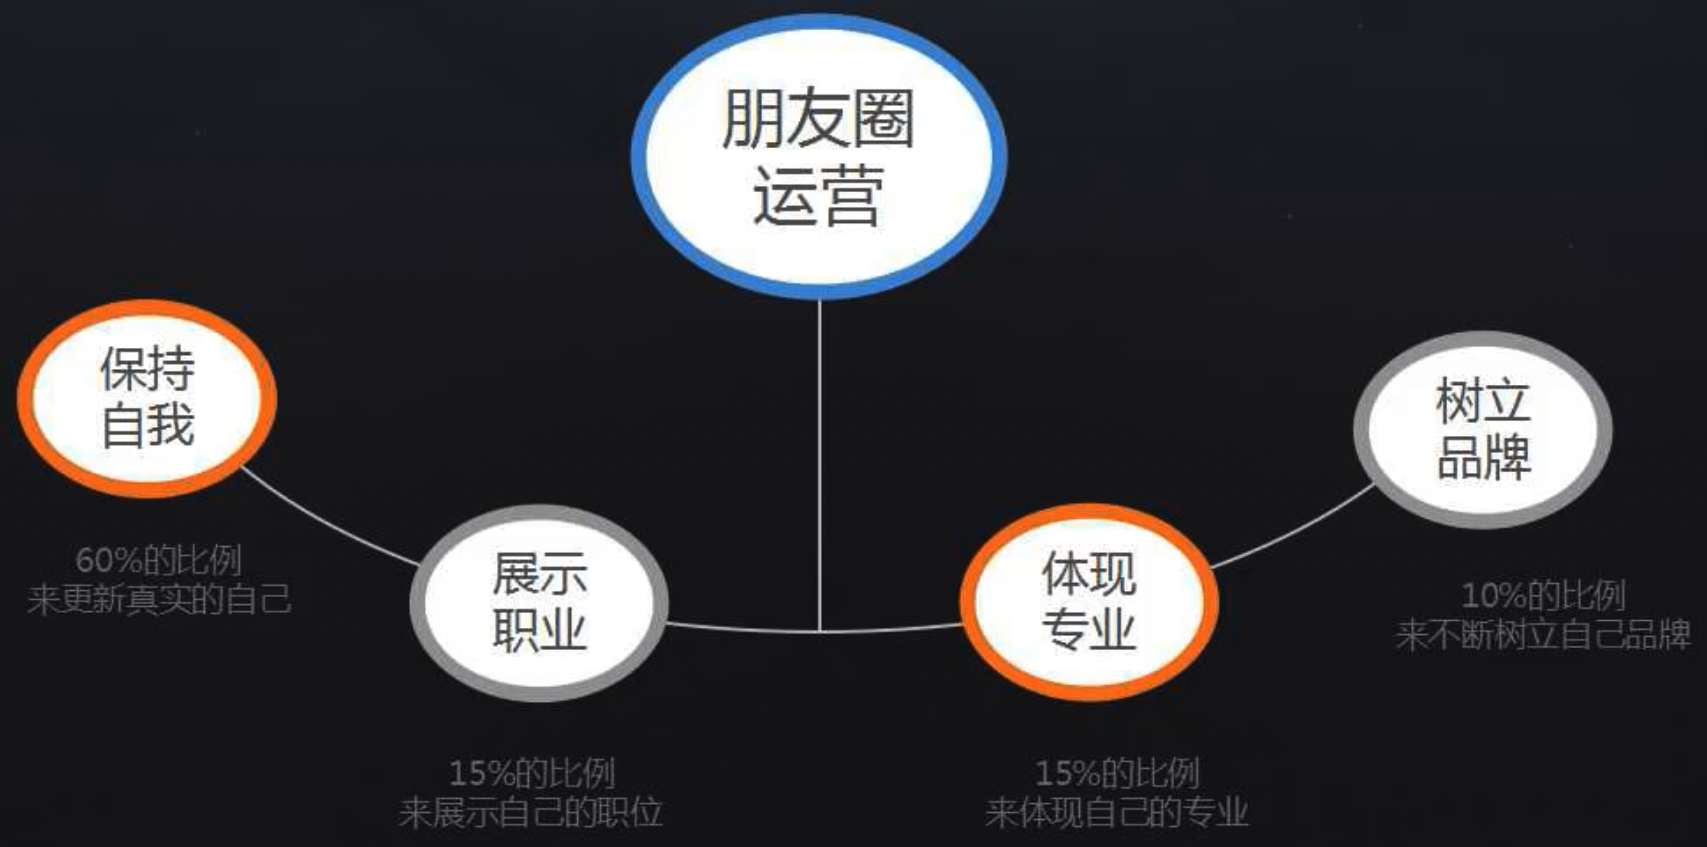 朋友圈
运营
保持
自我
60%的比例
来更新真实的自己
展示
职业
15%的比例
来展示自己的职位
体现
专业
15%的比例
来体现自己的专业
树立
品牌
10%的比例
来不断树立自己品牌